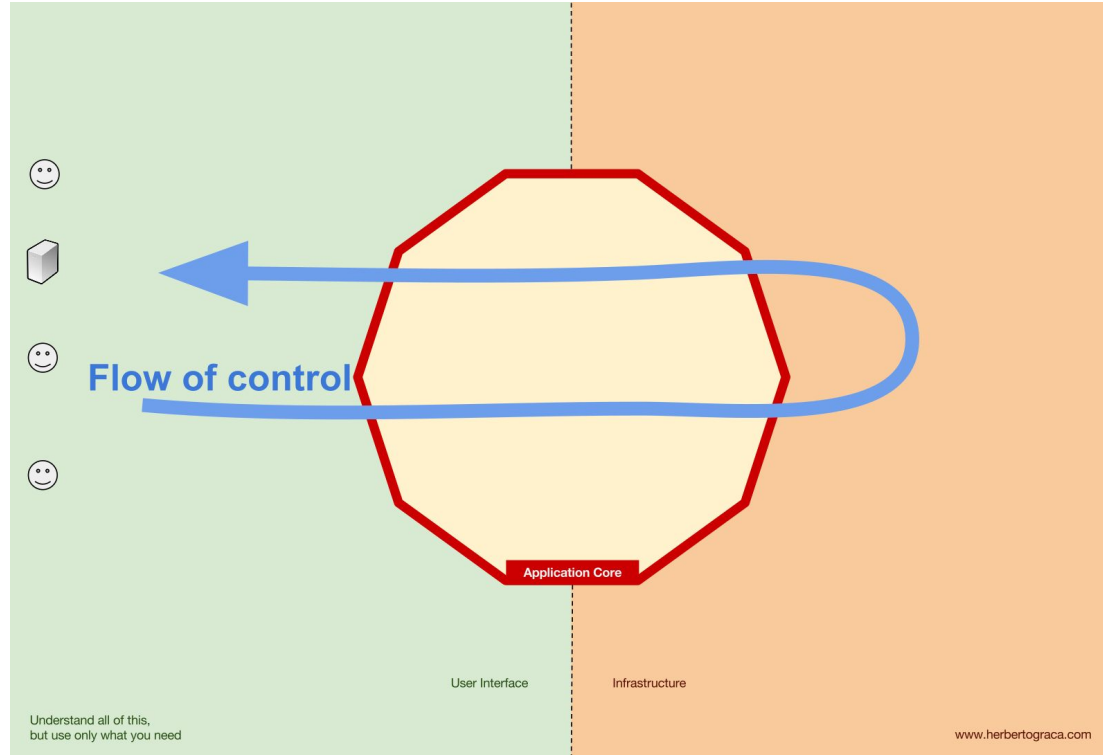 Flow of control
Application Core
User Interface
Infrastructure
Understand all of this,
but use only what you need
www.herbertograca.com